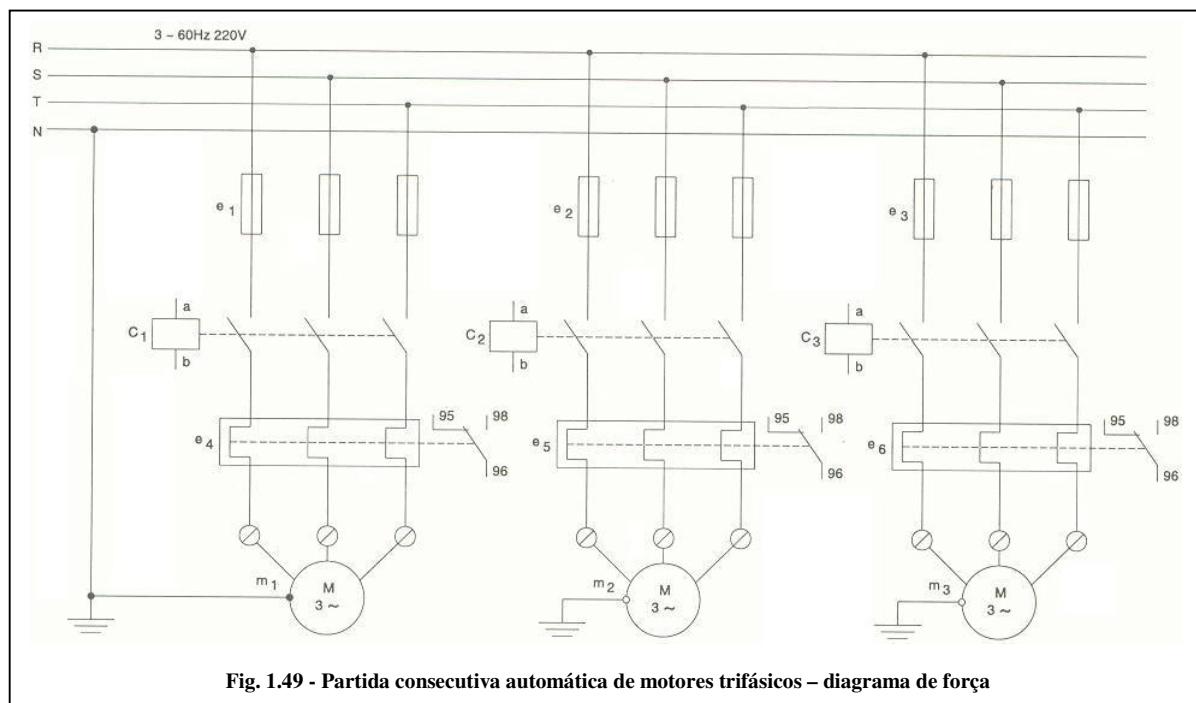 3 ~ 60Hz 220V
R
S
T
N
e 1
e 2
e 3
a
C 1
b
a
C 2
b
a
C 3
b
e 4
95 98
96
e 5
95 98
96
e 6
95 98
96
m 1
M
3 ~
m 2
M
3 ~
m 3
M
3 ~
Fig. 1.49 - Partida consecutiva automática de motores trifásicos – diagrama de força